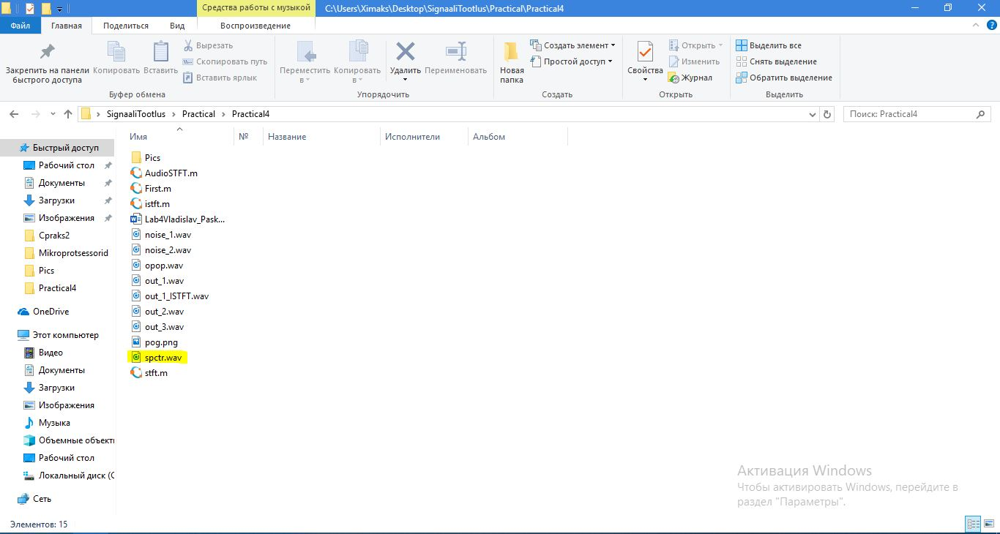 Средства работы с музыкой
C:\Users\Ximaks\Desktop\SignaaliTootlus\Practical\Practical4
Файл
Главная
Поделиться
Вид
Воспроизведение
Закрепить на панели
быстрого доступа
Копировать
Вставить
Вырезать
Скопировать путь
Вставить ярлык
Буфер обмена
Переместить
в
Копировать
в
Удалить
Переименовать
Упорядочить
Новая
папка
Создать элемент
Простой доступ
Создать
Свойства
Открыть
Изменить
Журнал
Открыть
Выделить все
Снять выделение
Обратить выделение
Выделить
SignaaliTootlus
Practical
Practical4
Поиск: Practical4
Имя
№
Название
Исполнители
Альбом
Быстрый доступ
Рабочий стол
Документы
Загрузки
Изображения
Cpraks2
Mikroprotsessorid
Pics
Practical4
OneDrive
Этот компьютер
Видео
Документы
Загрузки
Изображения
Музыка
Объемные объекты
Рабочий стол
Локальный диск (C
Сеть
Pics
AudioSTFT.m
First.m
istft.m
Lab4Vladislav_Pask...
noise_1.wav
noise_2.wav
opop.wav
out_1.wav
out_1_ISTFT.wav
out_2.wav
out_3.wav
pog.png
spctr.wav
stft.m
Активация Windows
Чтобы активировать Windows, перейдите в
раздел "Параметры".
Элементов: 15